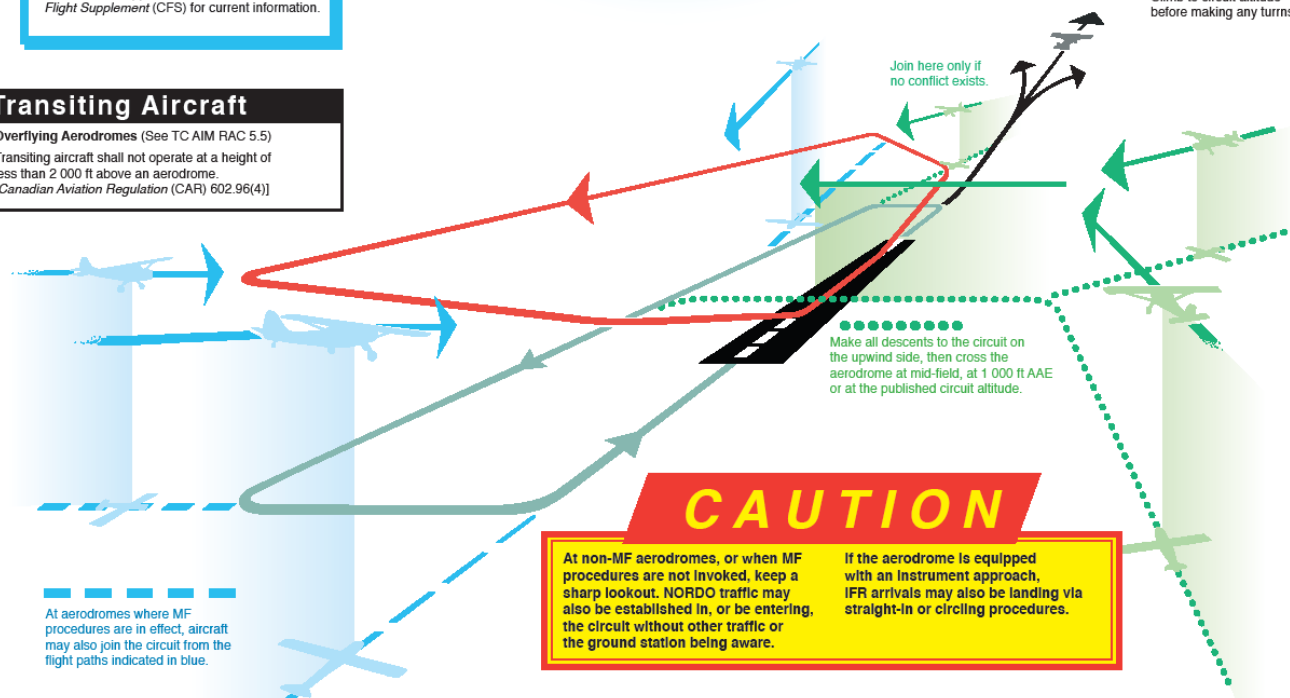 Flight Supplement (CFS) for current information.
before making any turrns
Transiting Aircraft
Overflying Aerodromes (See TC AIM RAC 5.5)
Transiting aircraft shall not operate at a height of
less than 2 000 ft above an aerodrome.
Canadian Aviation Regulation (CAR) 602.96(4)]
Join here only if
no conflict exists.
Make all descents to the circuit on
the upwind side, then cross the
aerodrome at mid-field, at 1 000 ft AAE
or at the published circuit altitude.
CAUTION
At non-MF aerodromes, or when MF
procedures are not invoked, keep a
sharp lookout. NORDO traffic may
also be established in, or be entering,
the circuit without other traffic or
the ground station being aware.
If the aerodrome is equipped
with an instrument approach,
IFR arrivals may also be landing via
straight-in or circling procedures.
At aerodromes where MF
procedures are in effect, aircraft
may also join the circuit from the
flight paths indicated in blue.